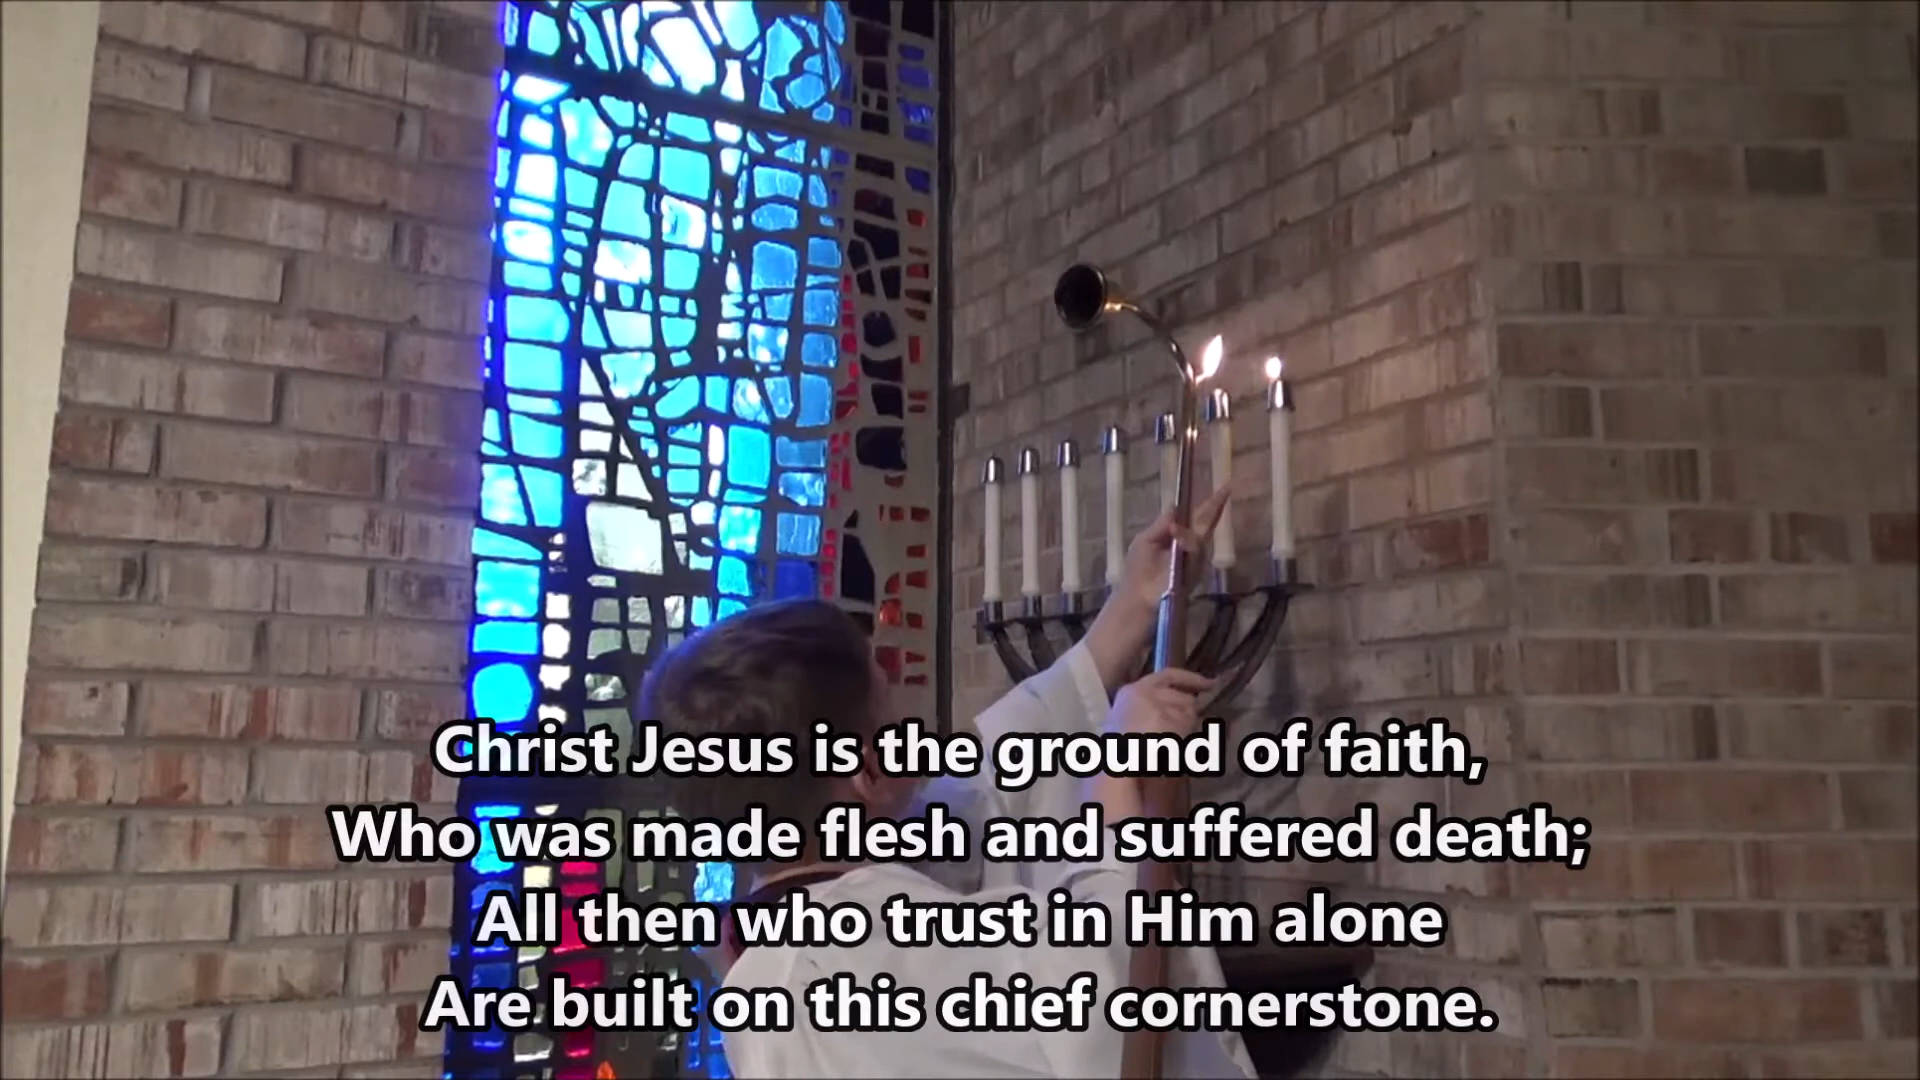 Christ Jesus is the ground of faith,
Who was made flesh and suffered death;
All then who trust in Him alone
Are built on this chief cornerstone.